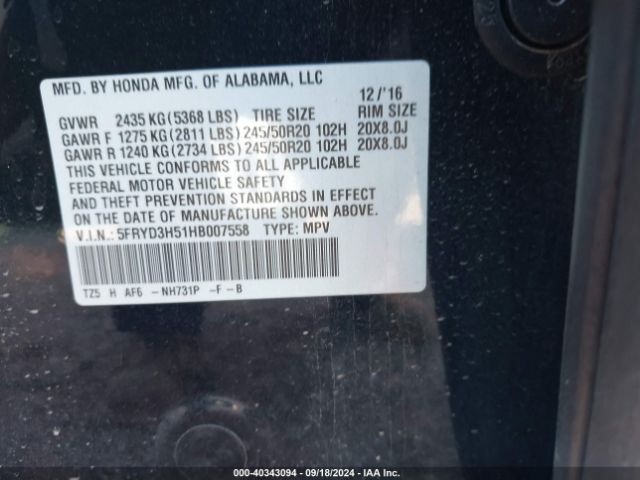 MFD. BY HONDA MFG. OF ALABAMA, LLC
12/'16
GVWR 2435 KG(5368 LBS) TIRE SIZE RIM SIZE
GAWR F 1275 KG(2811 LBS)245/50R20 102H 20X8.0J
GAWR R 1240 KG(2734 LBS)245/50R20 102H 20X8.0J
THIS VEHICLE CONFORMS TO ALL APPLICABLE
FEDERAL MOTOR VEHICLE SAFETY
AND THEFT PREVENTION STANDARDS IN EFFECT
ON THE DATE OF MANUFACTURE SHOWN ABOVE.
V.I.N.: 5FRYD3H51HB007558 TYPE: MPV
TZ5 H AF6 -NH731P -F-B
000-40343094 - 09/18/2024 - IAA Inc.